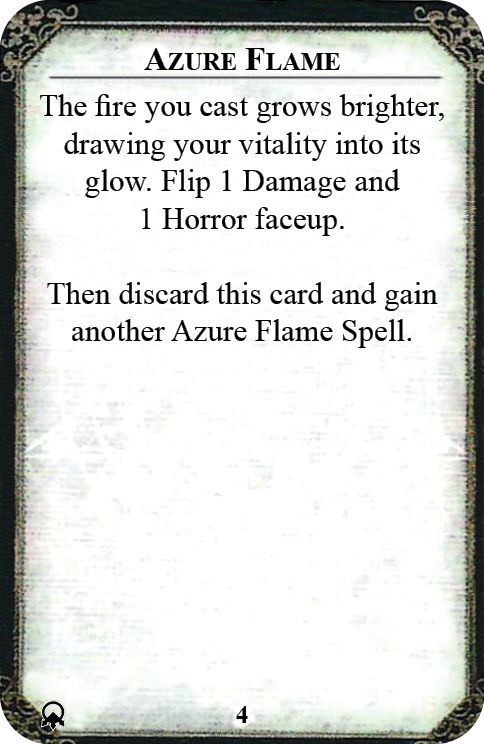 AZURE FLAME
The fire you cast grows brighter,
drawing your vitality into its
glow. Flip 1 Damage and
1 Horror faceup.
Then discard this card and gain
another Azure Flame Spell.
4